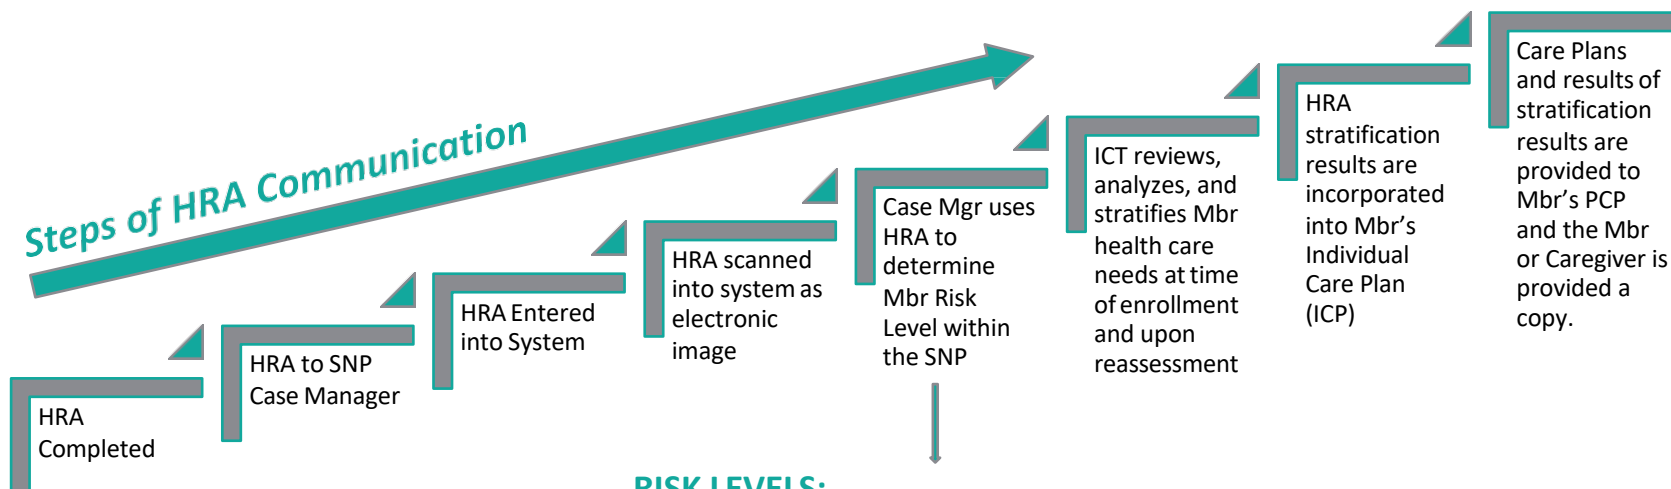 Steps of HRA Communication
HRA
Completed
HRA to SNP
Case Manager
HRA Entered
into System
HRA scanned
into system as
electronic
image
Case Mgr uses
HRA to
determine
Mbr Risk
Level within
the SNP
ICT reviews,
analyzes, and
stratifies Mbr
health care
needs at time
of enrollment
and upon
reassessment
HRA
stratification
results are
incorporated
into Mbr’s
Individual
Care Plan
(ICP)
Care Plans
and results of
stratification
results are
provided to
Mbr’s PCP
and the Mbr
or Caregiver is
provided a
copy.
RISK LEVELS: